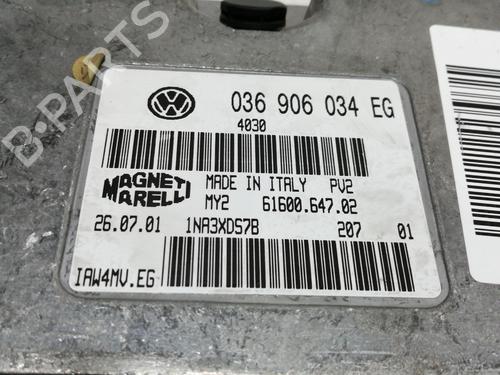 036 906 034 EG
4030
MAGNETI MARELLI
MADE IN ITALY PV2
MY2 61600.647.02
26.07.01 1NA3XDS7B 207 01
IAW4MV.EG
B-PARTS